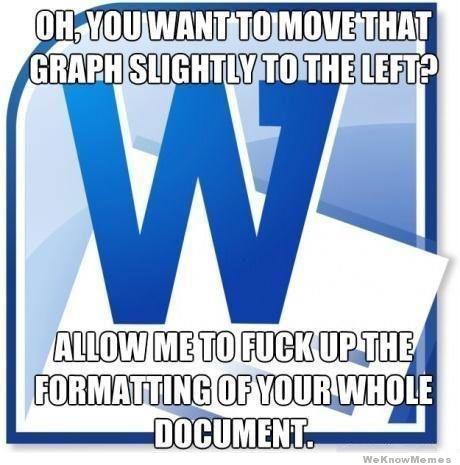 OH, YOU WANT TO MOVE THAT
GRAPH SLIGHTLY TO THE LEFT?
W
ALLOW ME TO FUCK UP THE
FORMATTING OF YOUR WHOLE
DOCUMENT.
WeKnowMemes